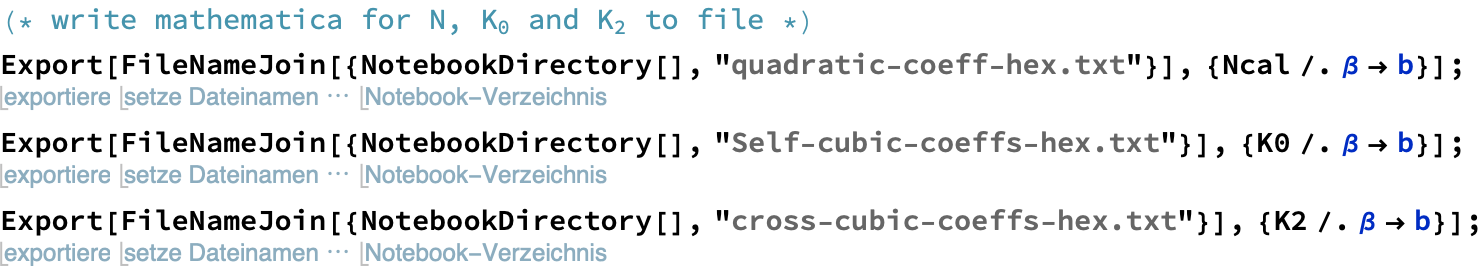 (* write mathematica for N, K₀ and K₂ to file *)
Export[FileNameJoin[{NotebookDirectory[], "quadratic-coeff-hex.txt"}], {Ncal /. β → b}];
exportiere setze Dateinamen ⋯ Notebook-Verzeichnis
Export[FileNameJoin[{NotebookDirectory[], "Self-cubic-coeffs-hex.txt"}], {K0 /. β → b}];
exportiere setze Dateinamen ⋯ Notebook-Verzeichnis
Export[FileNameJoin[{NotebookDirectory[], "cross-cubic-coeffs-hex.txt"}], {K2 /. β → b}];
exportiere setze Dateinamen ⋯ Notebook-Verzeichnis